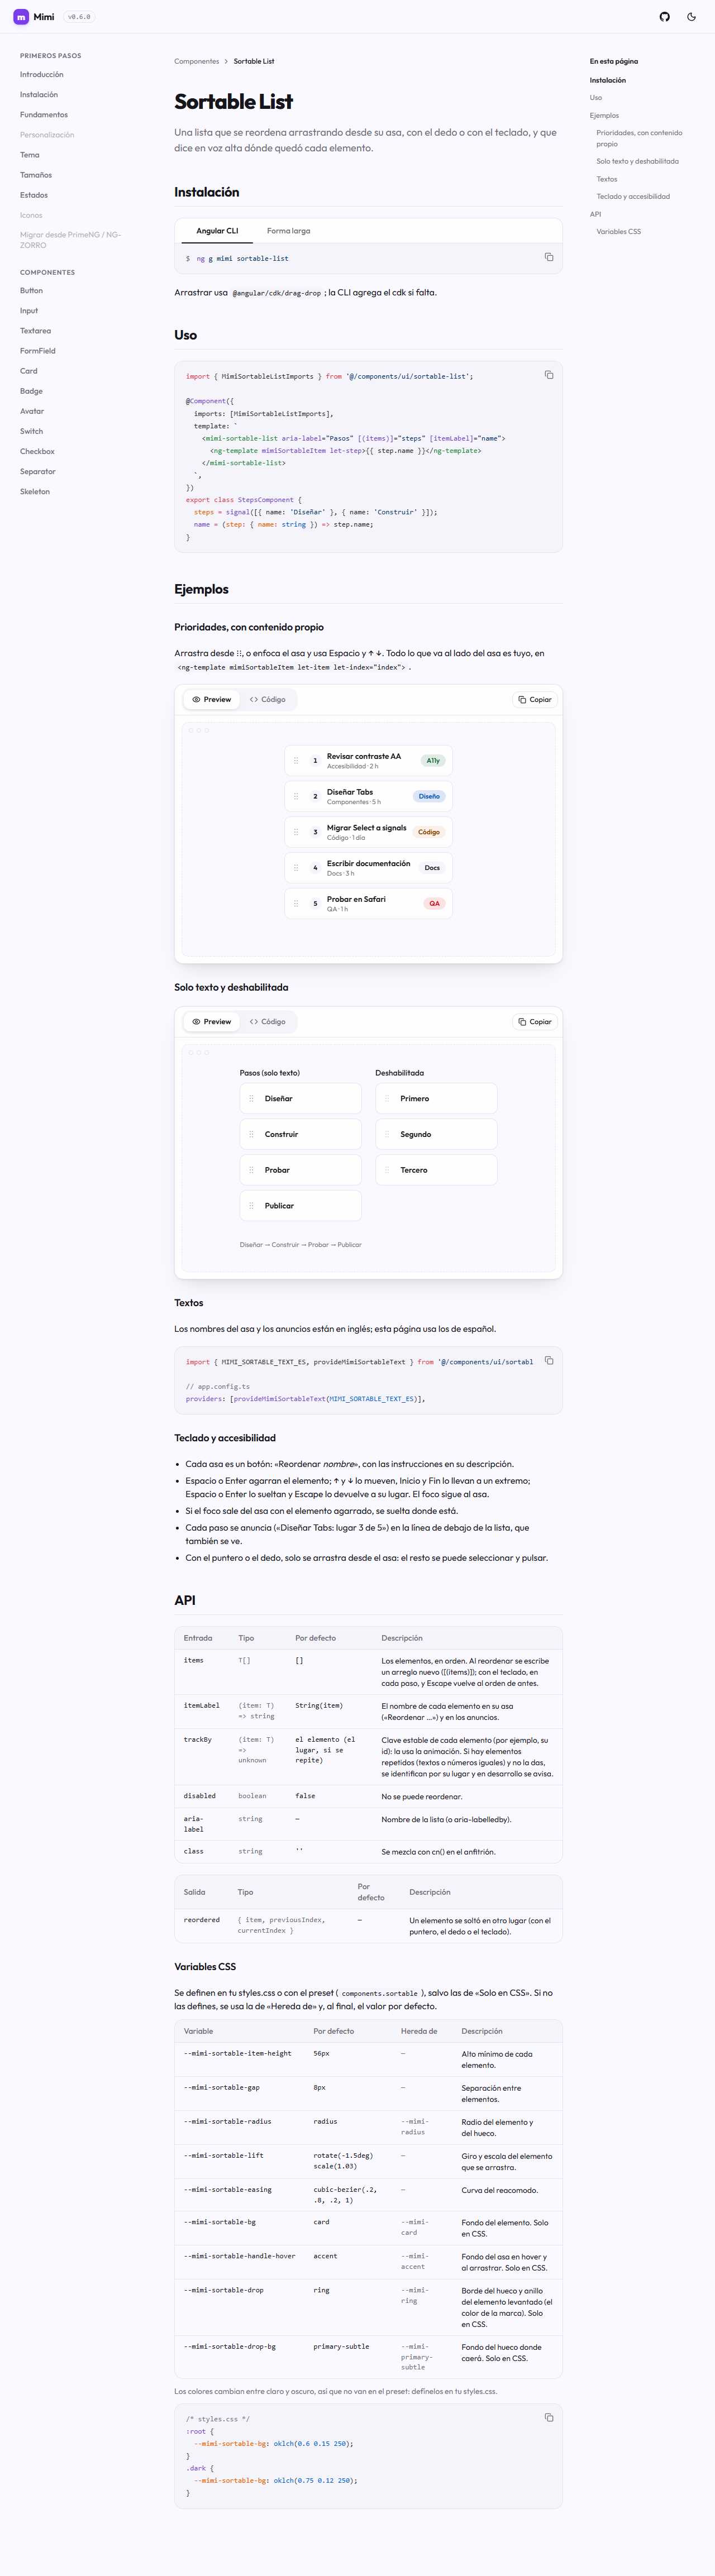 m Mimi v0.6.0
PRIMEROS PASOS
Introducción
Instalación
Fundamentos
Personalización
Tema
Tamaños
Estados
Iconos
Migrar desde PrimeNG / NG-
ZORRO
COMPONENTES
Button
Input
Textarea
FormField
Card
Badge
Avatar
Switch
Checkbox
Separator
Skeleton
Componentes > Sortable List
Sortable List
Una lista que se reordena arrastrando desde su asa, con el dedo o con el teclado, y que
dice en voz alta dónde quedó cada elemento.
Instalación
Angular CLI Forma larga
$ ng g mimi sortable-list
Arrastrar usa @angular/cdk/drag-drop ; la CLI agrega el cdk si falta.
Uso
import { MimiSortableListImports } from '@/components/ui/sortable-list';
@Component({
imports: [MimiSortableListImports],
template: `
<mimi-sortable-list aria-label="Pasos" [(items)]="steps" [itemLabel]="name">
<ng-template mimiSortableItem let-step>{{ step.name }}</ng-template>
</mimi-sortable-list>
`,
})
export class StepsComponent {
steps = signal([{ name: 'Diseñar' }, { name: 'Construir' }]);
name = (step: { name: string }) => step.name;
}
Ejemplos
Prioridades, con contenido propio
Arrastra desde ⠿, o enfoca el asa y usa Espacio y ↑ ↓. Todo lo que va al lado del asa es tuyo, en
<ng-template mimiSortableItem let-item let-index="index"> .
Preview Código Copiar
1 Revisar contraste AA A11y
Accesibilidad · 2 h
2 Diseñar Tabs Diseño
Componentes · 5 h
3 Migrar Select a signals Código
Código · 1 día
4 Escribir documentación Docs
Docs · 3 h
5 Probar en Safari QA
QA · 1 h
Solo texto y deshabilitada
Preview Código Copiar
Pasos (solo texto) Deshabilitada
Diseñar Primero
Construir Segundo
Probar Tercero
Publicar
Diseñar → Construir → Probar → Publicar
Textos
Los nombres del asa y los anuncios están en inglés; esta página usa los de español.
import { MIMI_SORTABLE_TEXT_ES, provideMimiSortableText } from '@/components/ui/sortabl
// app.config.ts
providers: [provideMimiSortableText(MIMI_SORTABLE_TEXT_ES)],
Teclado y accesibilidad
• Cada asa es un botón: «Reordenar nombre», con las instrucciones en su descripción.
• Espacio o Enter agarran el elemento; ↑ y ↓ lo mueven, Inicio y Fin lo llevan a un extremo;
Espacio o Enter lo sueltan y Escape lo devuelve a su lugar. El foco sigue al asa.
• Si el foco sale del asa con el elemento agarrado, se suelta donde está.
• Cada paso se anuncia («Diseñar Tabs: lugar 3 de 5») en la línea de debajo de la lista, que
también se ve.
• Con el puntero o el dedo, solo se arrastra desde el asa: el resto se puede seleccionar y pulsar.
API
Entrada Tipo Por defecto Descripción
items T[] [] Los elementos, en orden. Al reordenar se escribe
un arreglo nuevo ([(items)]); con el teclado, en
cada paso, y Escape vuelve al orden de antes.
itemLabel (item: T) String(item) El nombre de cada elemento en su asa
=> string («Reordenar ...») y en los anuncios.
trackBy (item: T) el elemento (el Clave estable de cada elemento (por ejemplo, su
=> lugar, si se id): la usa la animación. Si hay elementos
unknown repite) repetidos (textos o números iguales) y no la das,
se identifican por su lugar y en desarrollo se avisa.
disabled boolean false No se puede reordenar.
aria- string — Nombre de la lista (o aria-labelledby).
label
class string '' Se mezcla con cn() en el anfitrión.
Salida Tipo Por Descripción
defecto
reordered { item, previousIndex, — Un elemento se soltó en otro lugar (con el
currentIndex } puntero, el dedo o el teclado).
Variables CSS
Se definen en tu styles.css o con el preset ( components.sortable ), salvo las de «Solo en CSS». Si no
las defines, se usa la de «Hereda de» y, al final, el valor por defecto.
Variable Por defecto Hereda de Descripción
--mimi-sortable-item-height 56px — Alto mínimo de cada
elemento.
--mimi-sortable-gap 8px — Separación entre
elementos.
--mimi-sortable-radius radius --mimi- Radio del elemento y
radius del hueco.
--mimi-sortable-lift rotate(-1.5deg) — Giro y escala del elemento
scale(1.03) que se arrastra.
--mimi-sortable-easing cubic-bezier(.2, — Curva del reacomodo.
.8, .2, 1)
--mimi-sortable-bg card --mimi- Fondo del elemento. Solo
card en CSS.
--mimi-sortable-handle-hover accent --mimi- Fondo del asa en hover y
accent al arrastrar. Solo en CSS.
--mimi-sortable-drop ring --mimi- Borde del hueco y anillo
ring del elemento levantado (el
color de la marca). Solo
en CSS.
--mimi-sortable-drop-bg primary-subtle --mimi- Fondo del hueco donde
primary- caerá. Solo en CSS.
subtle
Los colores cambian entre claro y oscuro, así que no van en el preset: defínelos en tu styles.css.
/* styles.css */
:root {
--mimi-sortable-bg: oklch(0.6 0.15 250);
}
.dark {
--mimi-sortable-bg: oklch(0.75 0.12 250);
}
En esta página
Instalación
Uso
Ejemplos
Prioridades, con contenido
propio
Solo texto y deshabilitada
Textos
Teclado y accesibilidad
API
Variables CSS